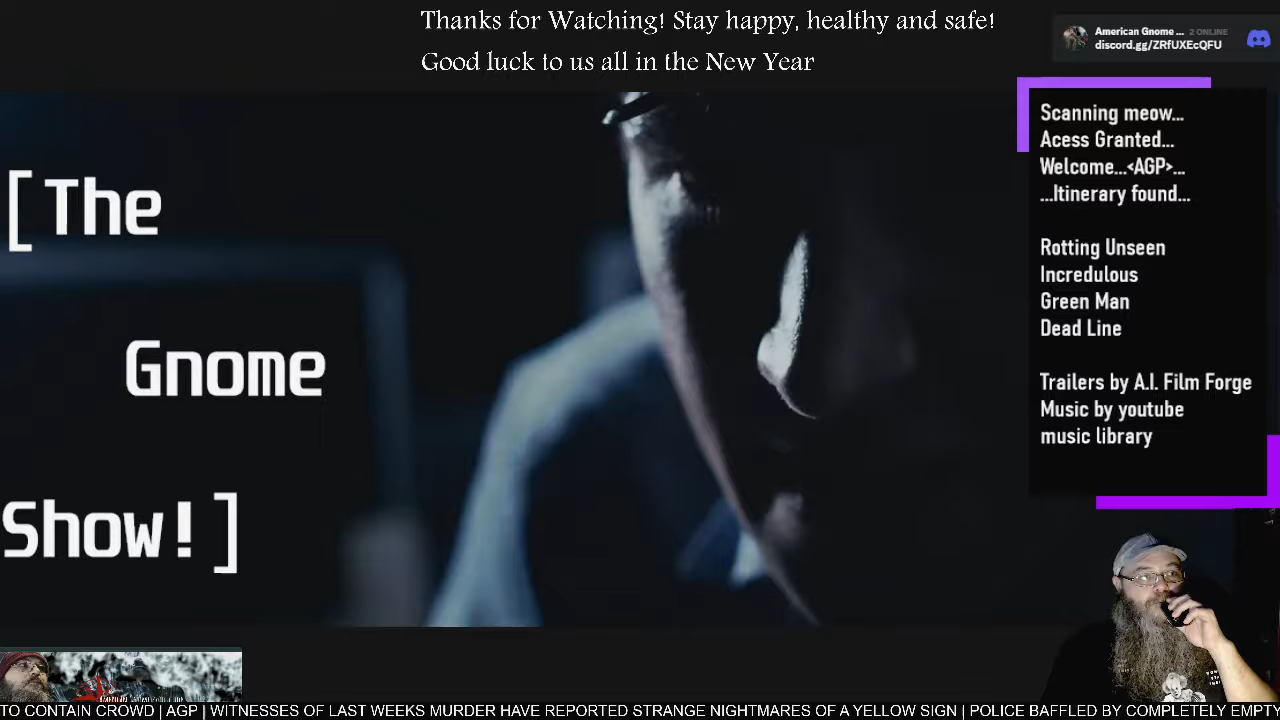 Thanks for Watching! Stay happy, healthy and safe!
Good luck to us all in the New Year
American Gnome ... 2 ONLINE
discord.gg/ZRfUXEcQFU
[The
Gnome
Show!]
Scanning meow...
Acess Granted...
Welcome...<AGP>...
...Itinerary found...
Rotting Unseen
Incredulous
Green Man
Dead Line
Trailers by A.I. Film Forge
Music by youtube
music library
TO CONTAIN CROWD | AGP | WITNESSES OF LAST WEEKS MURDER HAVE REPORTED STRANGE NIGHTMARES OF A YELLOW SIGN | POLICE BAFFLED BY COMPLETELY EMPTY